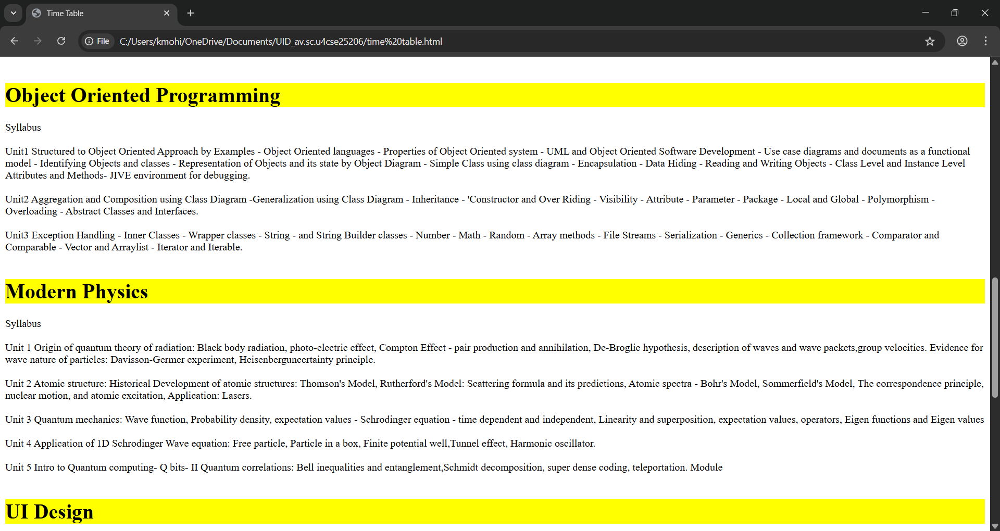 Time Table
File
C:/Users/kmohi/OneDrive/Documents/UID_av.sc.u4cse25206/time%20table.html
Object Oriented Programming
Syllabus
Unit1 Structured to Object Oriented Approach by Examples - Object Oriented languages - Properties of Object Oriented system - UML and Object Oriented Software Development - Use case diagrams and documents as a functional
model - Identifying Objects and classes - Representation of Objects and its state by Object Diagram - Simple Class using class diagram - Encapsulation - Data Hiding - Reading and Writing Objects - Class Level and Instance Level
Attributes and Methods- JIVE environment for debugging.
Unit2 Aggregation and Composition using Class Diagram -Generalization using Class Diagram - Inheritance - 'Constructor and Over Riding - Visibility - Attribute - Parameter - Package - Local and Global - Polymorphism -
Overloading - Abstract Classes and Interfaces.
Unit3 Exception Handling - Inner Classes - Wrapper classes - String - and String Builder classes - Number - Math - Random - Array methods - File Streams - Serialization - Generics - Collection framework - Comparator and
Comparable - Vector and Arraylist - Iterator and Iterable.
Modern Physics
Syllabus
Unit 1 Origin of quantum theory of radiation: Black body radiation, photo-electric effect, Compton Effect - pair production and annihilation, De-Broglie hypothesis, description of waves and wave packets,group velocities. Evidence for
wave nature of particles: Davisson-Germer experiment, Heisenberguncertainty principle.
Unit 2 Atomic structure: Historical Development of atomic structures: Thomson's Model, Rutherford's Model: Scattering formula and its predictions, Atomic spectra - Bohr's Model, Sommerfield's Model, The correspondence principle,
nuclear motion, and atomic excitation, Application: Lasers.
Unit 3 Quantum mechanics: Wave function, Probability density, expectation values - Schrodinger equation - time dependent and independent, Linearity and superposition, expectation values, operators, Eigen functions and Eigen values
Unit 4 Application of 1D Schrodinger Wave equation: Free particle, Particle in a box, Finite potential well,Tunnel effect, Harmonic oscillator.
Unit 5 Intro to Quantum computing- Q bits- II Quantum correlations: Bell inequalities and entanglement,Schmidt decomposition, super dense coding, teleportation. Module
UI Design